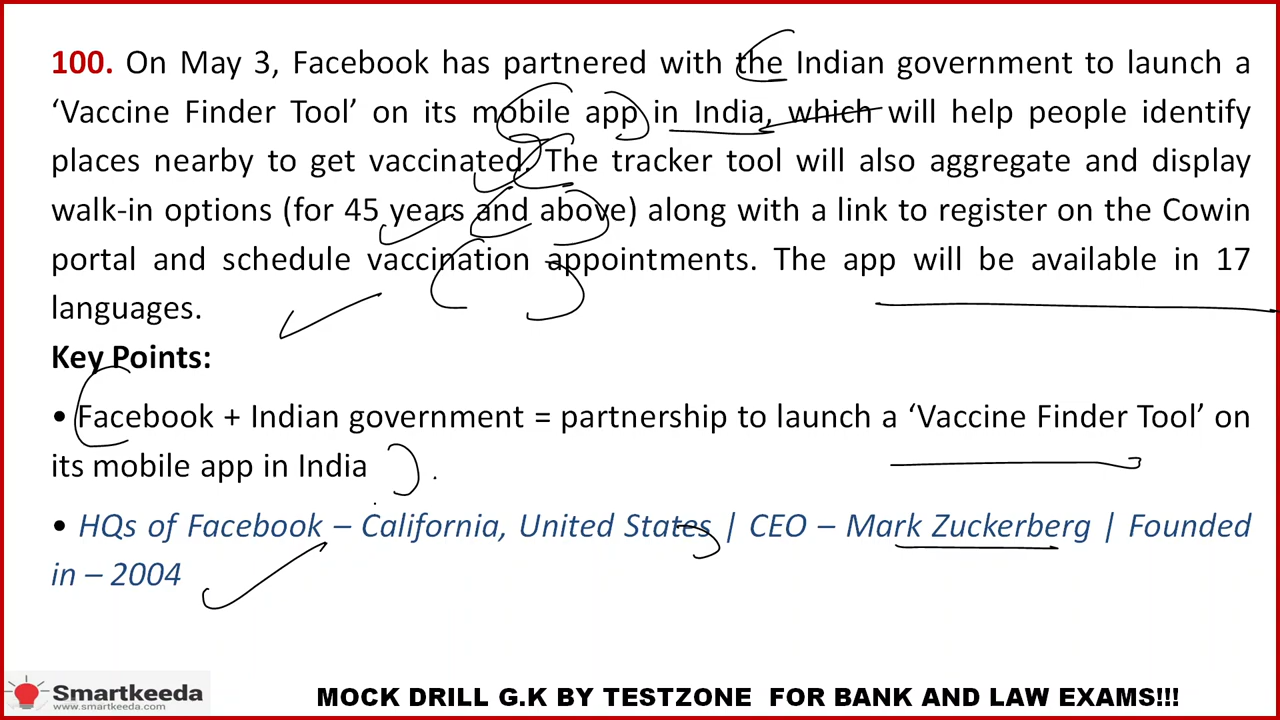 100. On May 3, Facebook has partnered with the Indian government to launch a
‘Vaccine Finder Tool’ on its mobile app in India, which will help people identify
places nearby to get vaccinated. The tracker tool will also aggregate and display
walk-in options (for 45 years and above) along with a link to register on the Cowin
portal and schedule vaccination appointments. The app will be available in 17
languages.
Key Points:
• Facebook + Indian government = partnership to launch a ‘Vaccine Finder Tool’ on
its mobile app in India
• HQs of Facebook – California, United States | CEO – Mark Zuckerberg | Founded
in – 2004
Smartkeeda
www.smartkeeda.com
MOCK DRILL G.K BY TESTZONE FOR BANK AND LAW EXAMS!!!